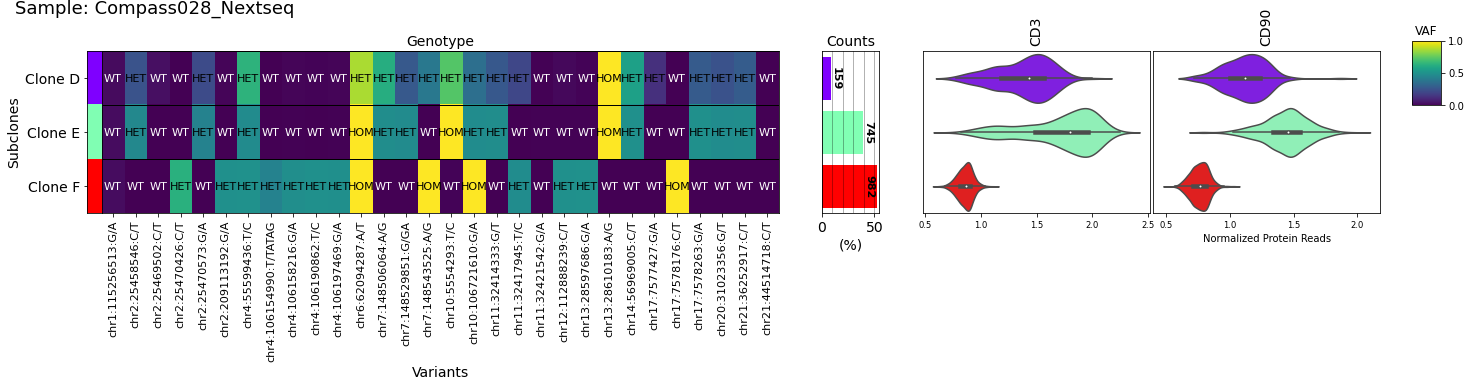 Sample: Compass028_Nextseq
Genotype
Subclones
Clone D WT HET WT WT HET WT HET WT WT WT WT HET HET HET HET HET HET HET HET WT WT WT HOM HET WT WT HET HET HET WT
Clone E WT HET WT WT HET WT HET WT WT WT WT HOM HET HET WT HOM HET HET WT WT WT WT HOM HET WT WT HET HET HET WT
Clone F WT WT WT HET WT HET HET HET HET HET HET HOM WT WT HOM WT HOM WT HET WT HET HET WT WT WT HOM WT WT WT WT
chr1:115256513:G/A
chr2:25458546:C/T
chr2:25469502:C/T
chr2:25470426:C/T
chr2:25470573:G/A
chr2:209113192:G/A
chr4:55599436:T/C
chr4:106154990:T/TATAG
chr4:106158216:G/A
chr4:106190862:T/C
chr4:106197469:G/A
chr6:62094287:A/T
chr7:148506064:A/G
chr7:148529851:G/GA
chr7:148543525:A/G
chr10:5554293:T/C
chr10:106721610:G/A
chr11:32414333:G/T
chr11:32417945:T/C
chr11:32421542:G/A
chr12:112888239:C/T
chr13:28597686:G/A
chr13:28610183:A/G
chr14:56969005:C/T
chr17:7577427:G/A
chr17:7578176:C/T
chr17:7578263:G/A
chr20:31023356:G/T
chr21:36252917:C/T
chr21:44514718:C/T
Variants
Counts
159
745
982
0 50
(%)
CD3
0.5 1.0 1.5 2.0 2.5
CD90
0.5 1.0 1.5 2.0
Normalized Protein Reads
VAF
1.0
0.5
0.0